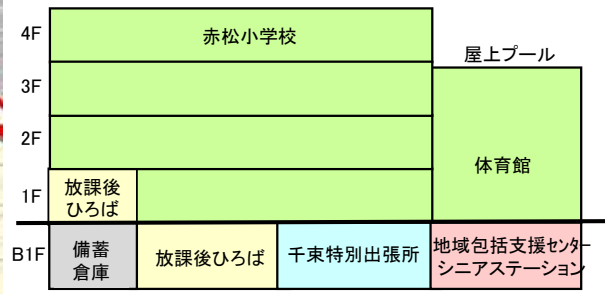 4F
赤松小学校
屋上プール
3F
2F
体育館
1F
放課後
ひろば
B1F
備蓄
倉庫
放課後ひろば
千束特別出張所
地域包括支援センター
シニアステーション